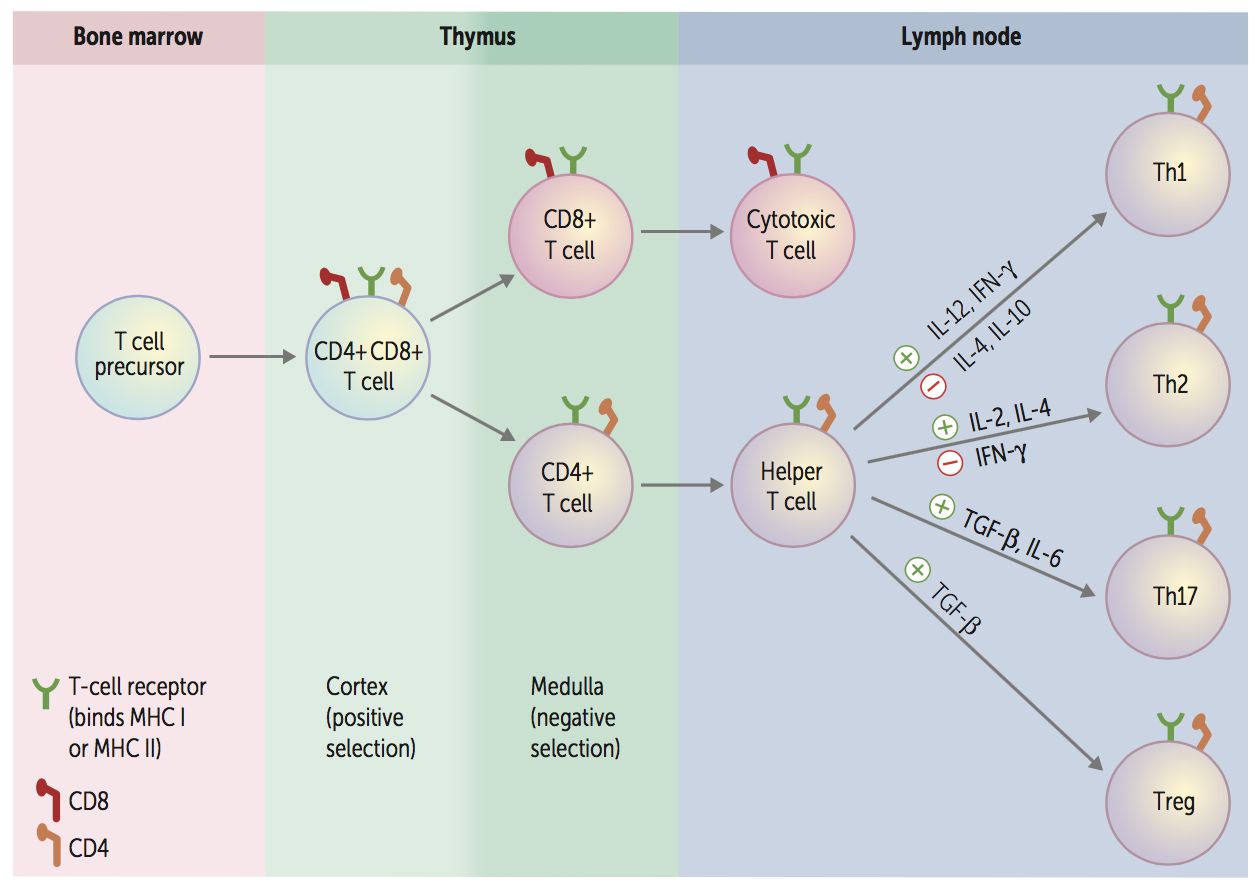 Bone marrow
Thymus
Lymph node
T cell
precursor
CD4+ CD8+
T cell
CD8+
T cell
CD4+
T cell
Cytotoxic
T cell
Helper
T cell
IL-12, IFN-γ
IL-4, IL-10
IL-2, IL-4
IFN-γ
TGF-β, IL-6
TGF-β
Th1
Th2
Th17
Treg
T-cell receptor
(binds MHC I
or MHC II)
CD8
CD4
Cortex
(positive
selection)
Medulla
(negative
selection)